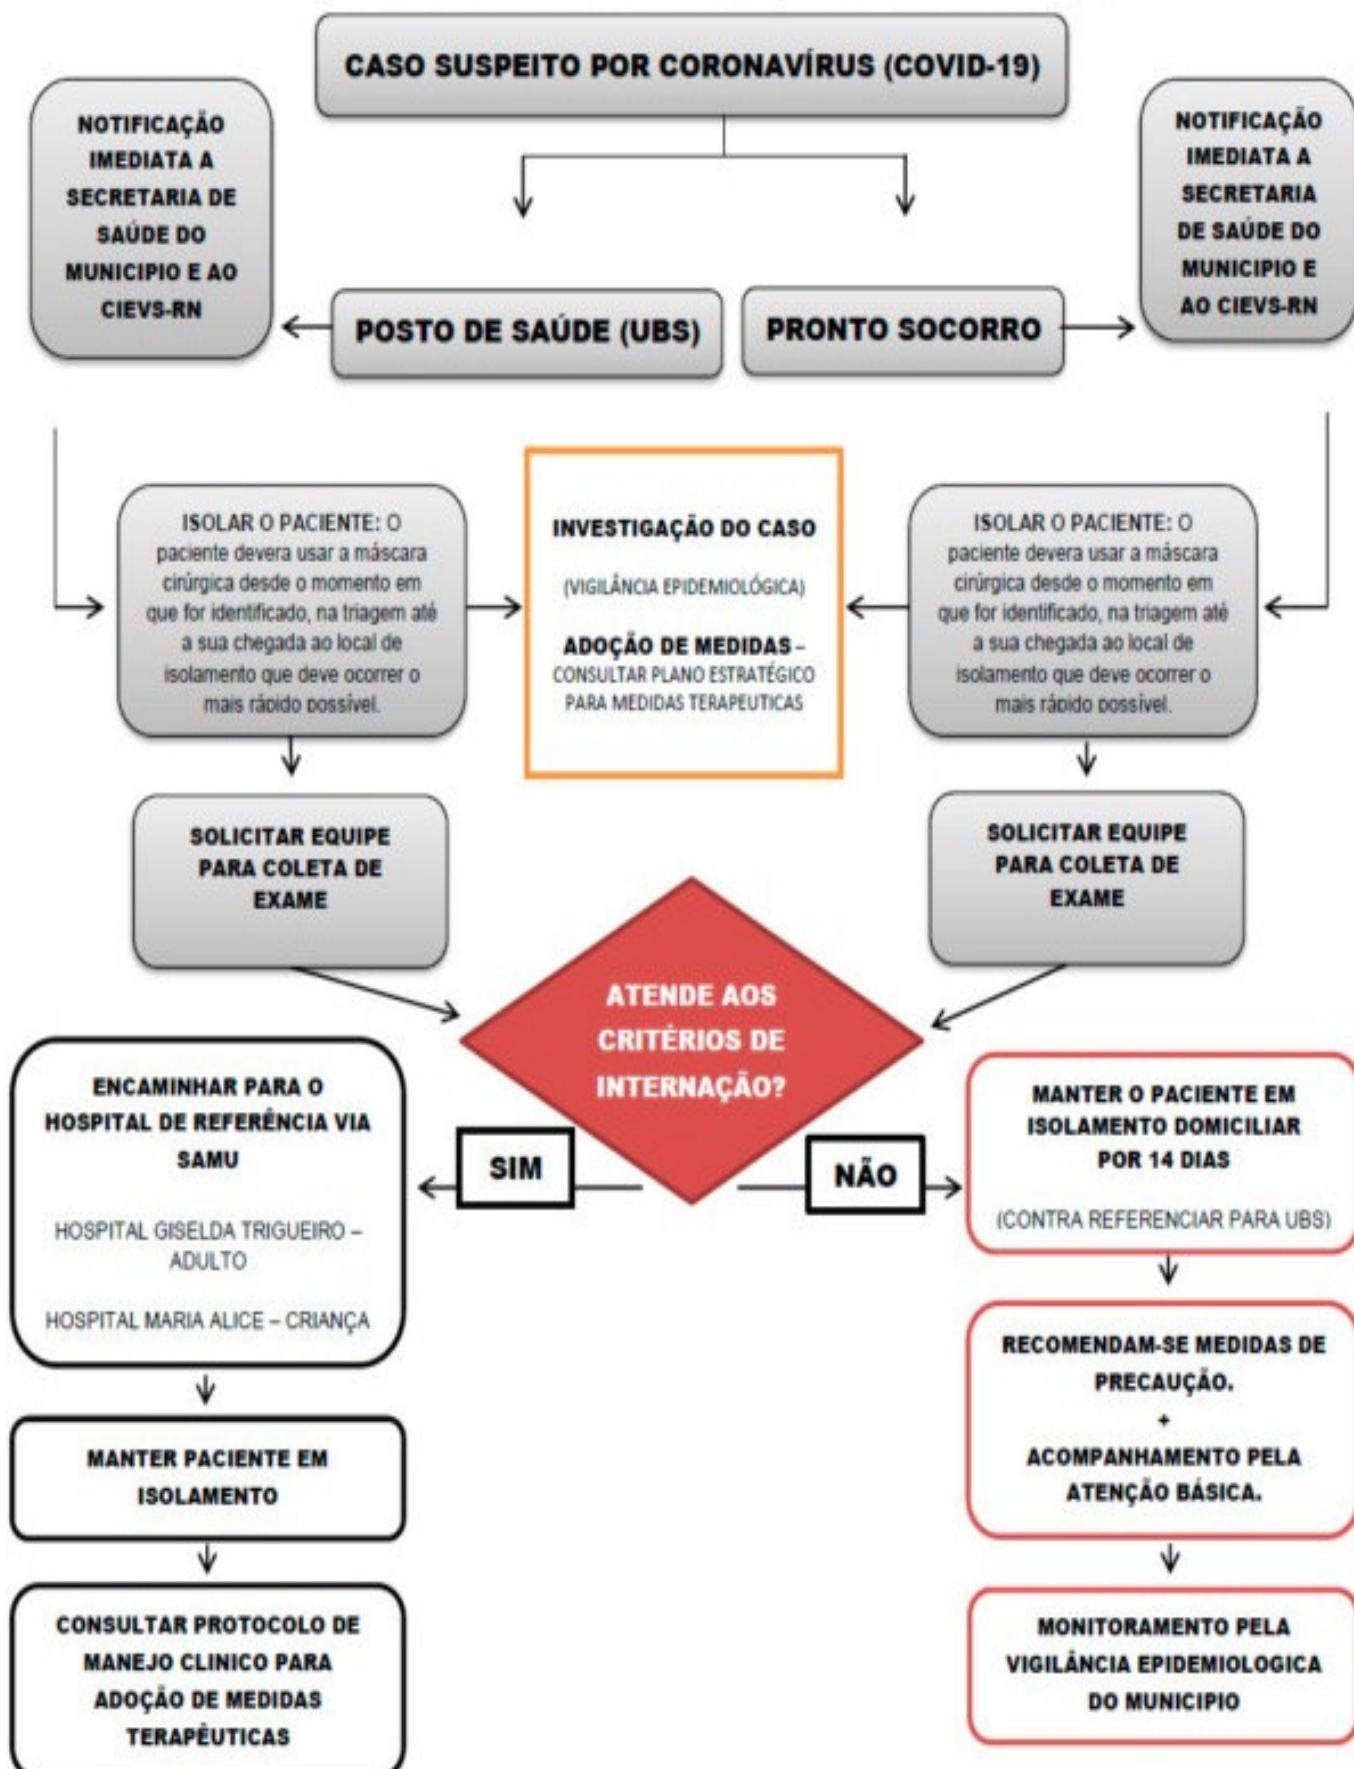 CASO SUSPEITO POR CORONAVÍRUS (COVID-19)
NOTIFICAÇÃO
IMEDIATA A
SECRETARIA DE
SAÚDE DO
MUNICIPIO E AO
CIEVS-RN
NOTIFICAÇÃO
IMEDIATA A
SECRETARIA
DE SAÚDE DO
MUNICIPIO E
AO CIEVS-RN
POSTO DE SAÚDE (UBS)
PRONTO SOCORRO
ISOLAR O PACIENTE: O
paciente devera usar a máscara
cirúrgica desde o momento em
que for identificado, na triagem até
a sua chegada ao local de
isolamento que deve ocorrer o
mais rápido possível.
INVESTIGAÇÃO DO CASO
(VIGILÂNCIA EPIDEMIOLÓGICA)
ADOÇÃO DE MEDIDAS –
CONSULTAR PLANO ESTRATÉGICO
PARA MEDIDAS TERAPEUTICAS
ISOLAR O PACIENTE: O
paciente devera usar a máscara
cirúrgica desde o momento em
que for identificado, na triagem até
a sua chegada ao local de
isolamento que deve ocorrer o
mais rápido possível.
SOLICITAR EQUIPE
PARA COLETA DE
EXAME
SOLICITAR EQUIPE
PARA COLETA DE
EXAME
ATENDE AOS
CRITÉRIOS DE
INTERNAÇÃO?
SIM
NÃO
ENCAMINHAR PARA O
HOSPITAL DE REFERÊNCIA VIA
SAMU
HOSPITAL GISELDA TRIGUEIRO –
ADULTO
HOSPITAL MARIA ALICE – CRIANÇA
MANTER PACIENTE EM
ISOLAMENTO
CONSULTAR PROTOCOLO DE
MANEJO CLINICO PARA
ADOÇÃO DE MEDIDAS
TERAPÊUTICAS
MANTER O PACIENTE EM
ISOLAMENTO DOMICILIAR
POR 14 DIAS
(CONTRA REFERENCIAR PARA UBS)
RECOMENDAM-SE MEDIDAS DE
PRECAUÇÃO.
+
ACOMPANHAMENTO PELA
ATENÇÃO BÁSICA.
MONITORAMENTO PELA
VIGILÂNCIA EPIDEMIOLOGICA
DO MUNICIPIO